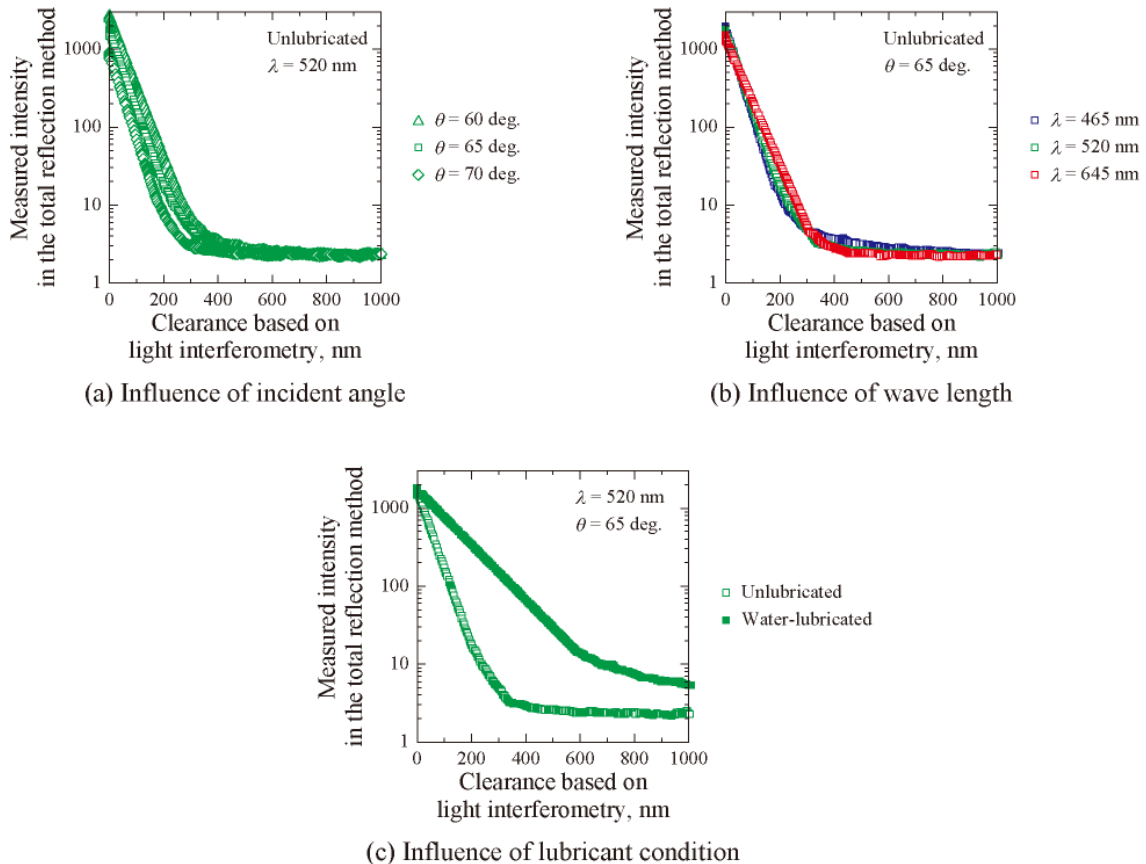 Measured intensity
in the total reflection method
1000
100
10
1
Unlubricated
λ = 520 nm
0 200 400 600 800 1000
Clearance based on
light interferometry, nm
θ = 60 deg.
θ = 65 deg.
θ = 70 deg.
(a) Influence of incident angle
Measured intensity
in the total reflection method
1000
100
10
1
Unlubricated
θ = 65 deg.
0 200 400 600 800 1000
Clearance based on
light interferometry, nm
λ = 465 nm
λ = 520 nm
λ = 645 nm
(b) Influence of wave length
Measured intensity
in the total reflection method
1000
100
10
1
λ = 520 nm
θ = 65 deg.
0 200 400 600 800 1000
Clearance based on
light interferometry, nm
Unlubricated
Water-lubricated
(c) Influence of lubricant condition